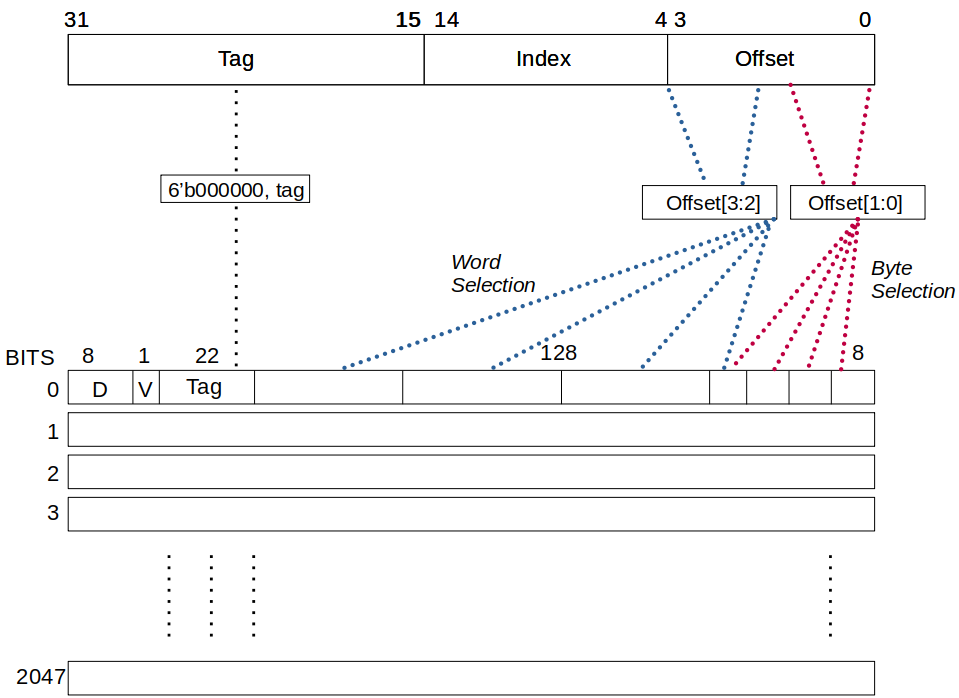 31 15 14 4 3 0
Tag Index Offset
6'b000000, tag
Offset[3:2] Offset[1:0]
Word
Selection
Byte
Selection
BITS 8 1 22 128 8
0 D V Tag
1
2
3
2047